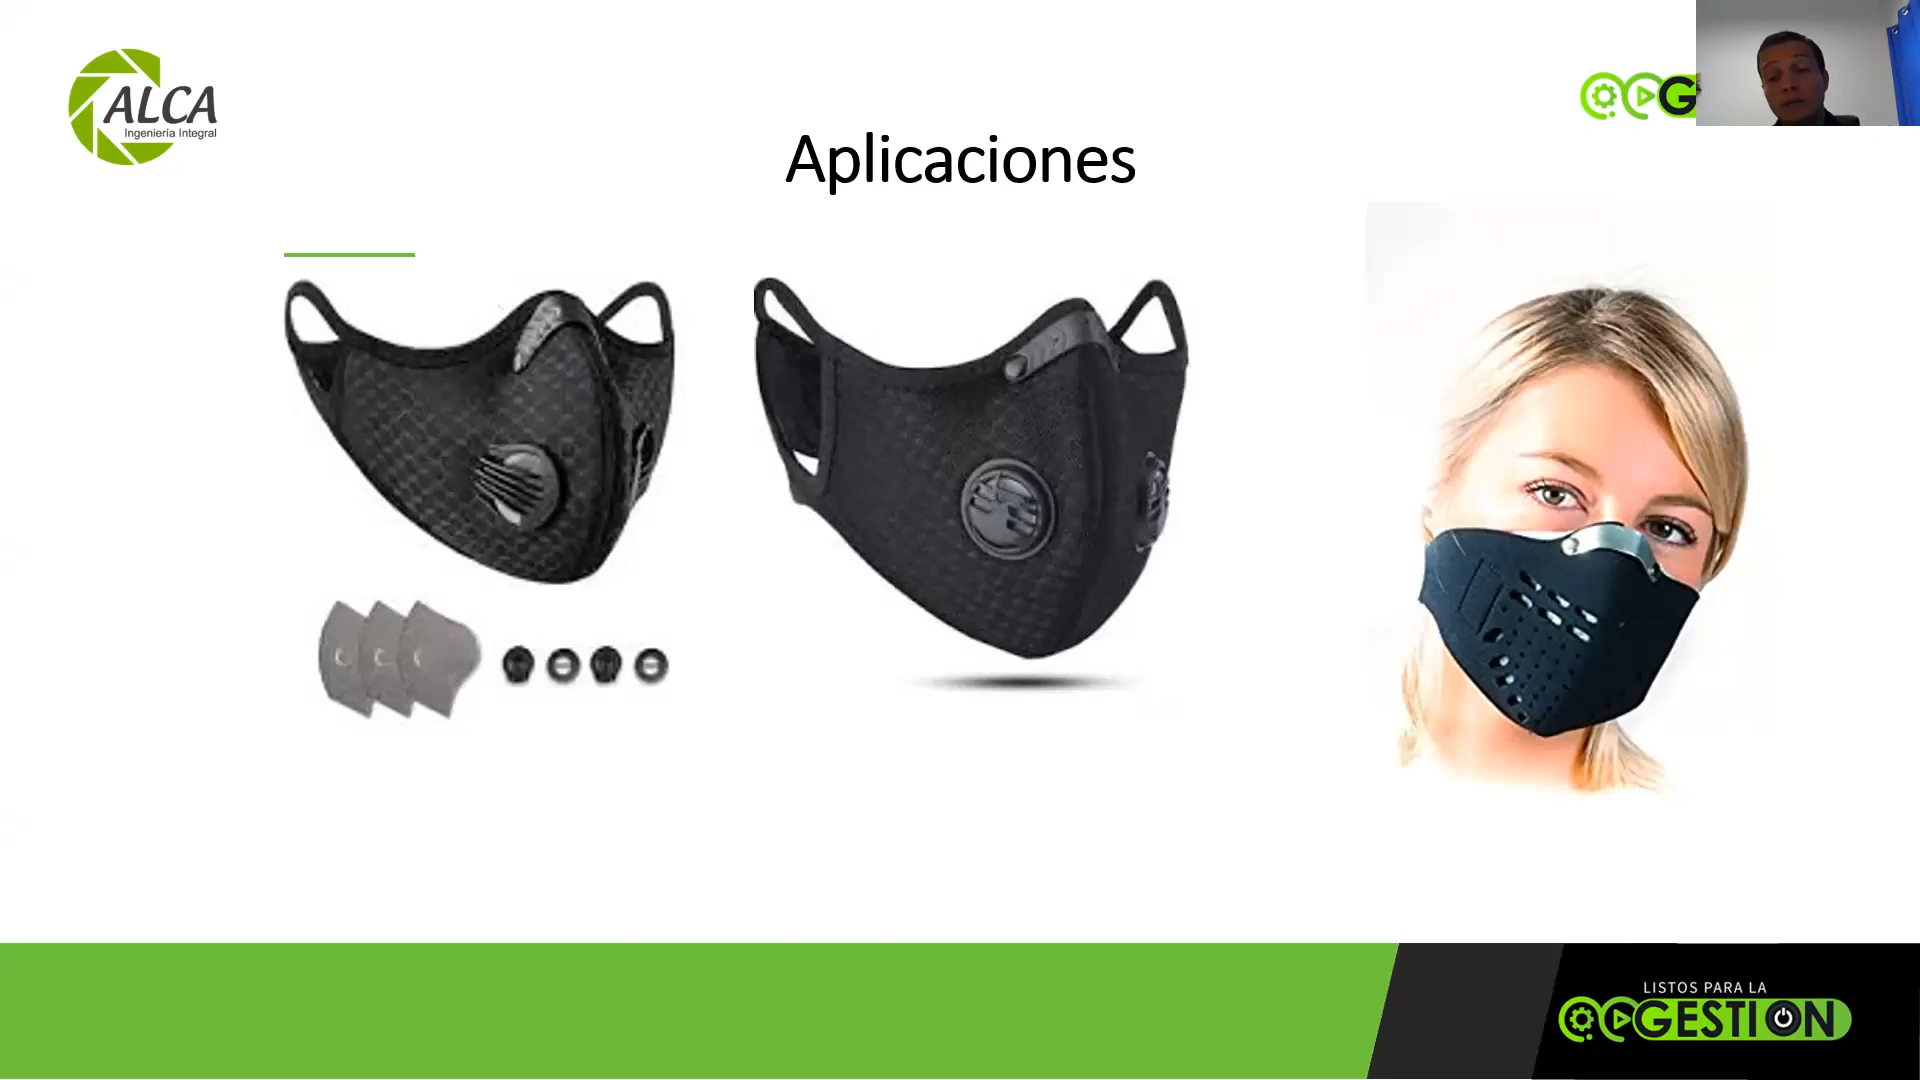 ALCA
Ingeniería Integral
G
Aplicaciones
LISTOS PARA LA
GESTION